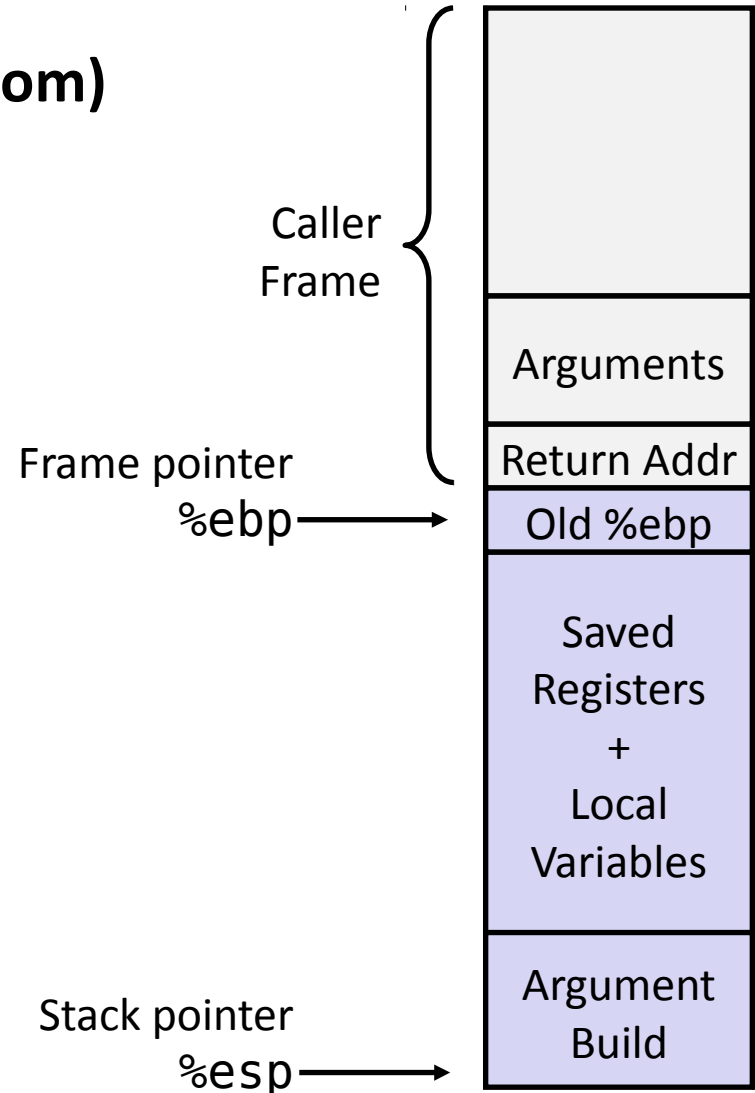 om)
Caller
Frame
Arguments
Frame pointer
%ebp
Return Addr
Old %ebp
Saved
Registers
+
Local
Variables
Argument
Build
Stack pointer
%esp